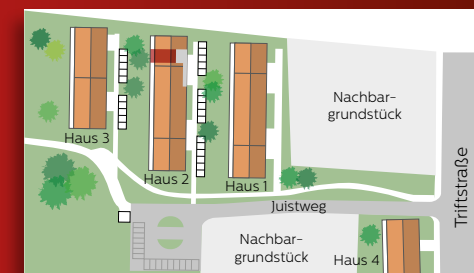 Nachbar-
grundstück
Haus 3
Haus 2
Haus 1
Triftstraße
Juistweg
Nachbar-
grundstück
Haus 4